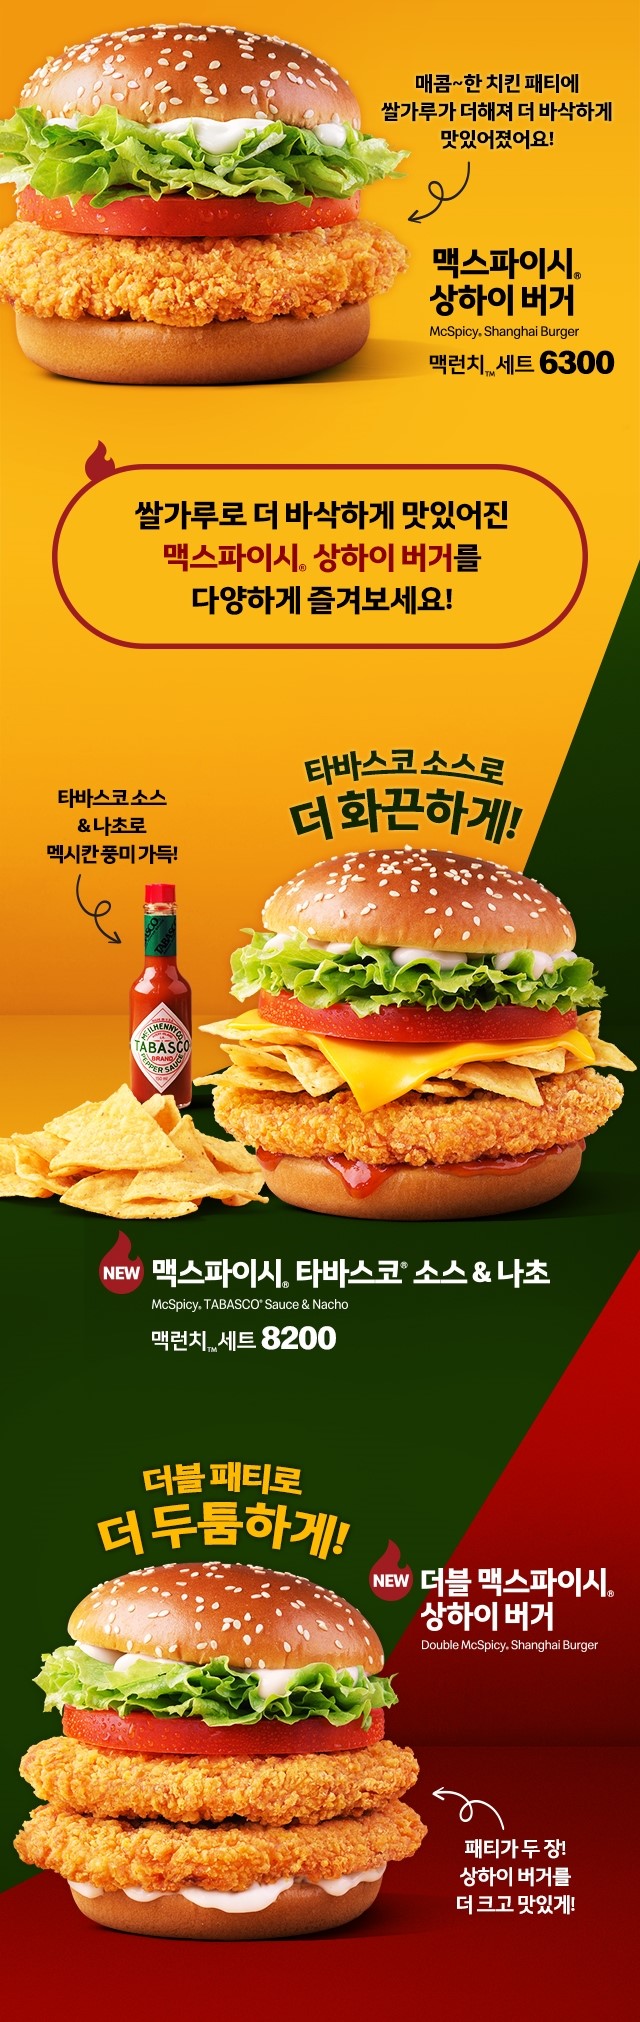 매콤~한 치킨 패티에
쌀가루가 더해져 더 바삭하게
맛있어졌어요!
맥스파이시®
상하이 버거
McSpicy® Shanghai Burger
맥런치™ 세트 6300
쌀가루로 더 바삭하게 맛있어진
맥스파이시® 상하이 버거를
다양하게 즐겨보세요!
타바스코 소스로
더 화끈하게!
타바스코 소스
&나초로
멕시칸 풍미 가득!
McILHENNY CO.
TABASCO
BRAND
PEPPER SAUCE
NEW 맥스파이시® 타바스코® 소스 & 나초
McSpicy® TABASCO® Sauce & Nacho
맥런치™ 세트 8200
더블 패티로
더 두툼하게!
NEW 더블 맥스파이시®
상하이 버거
Double McSpicy® Shanghai Burger
패티가 두 장!
상하이 버거를
더 크고 맛있게!